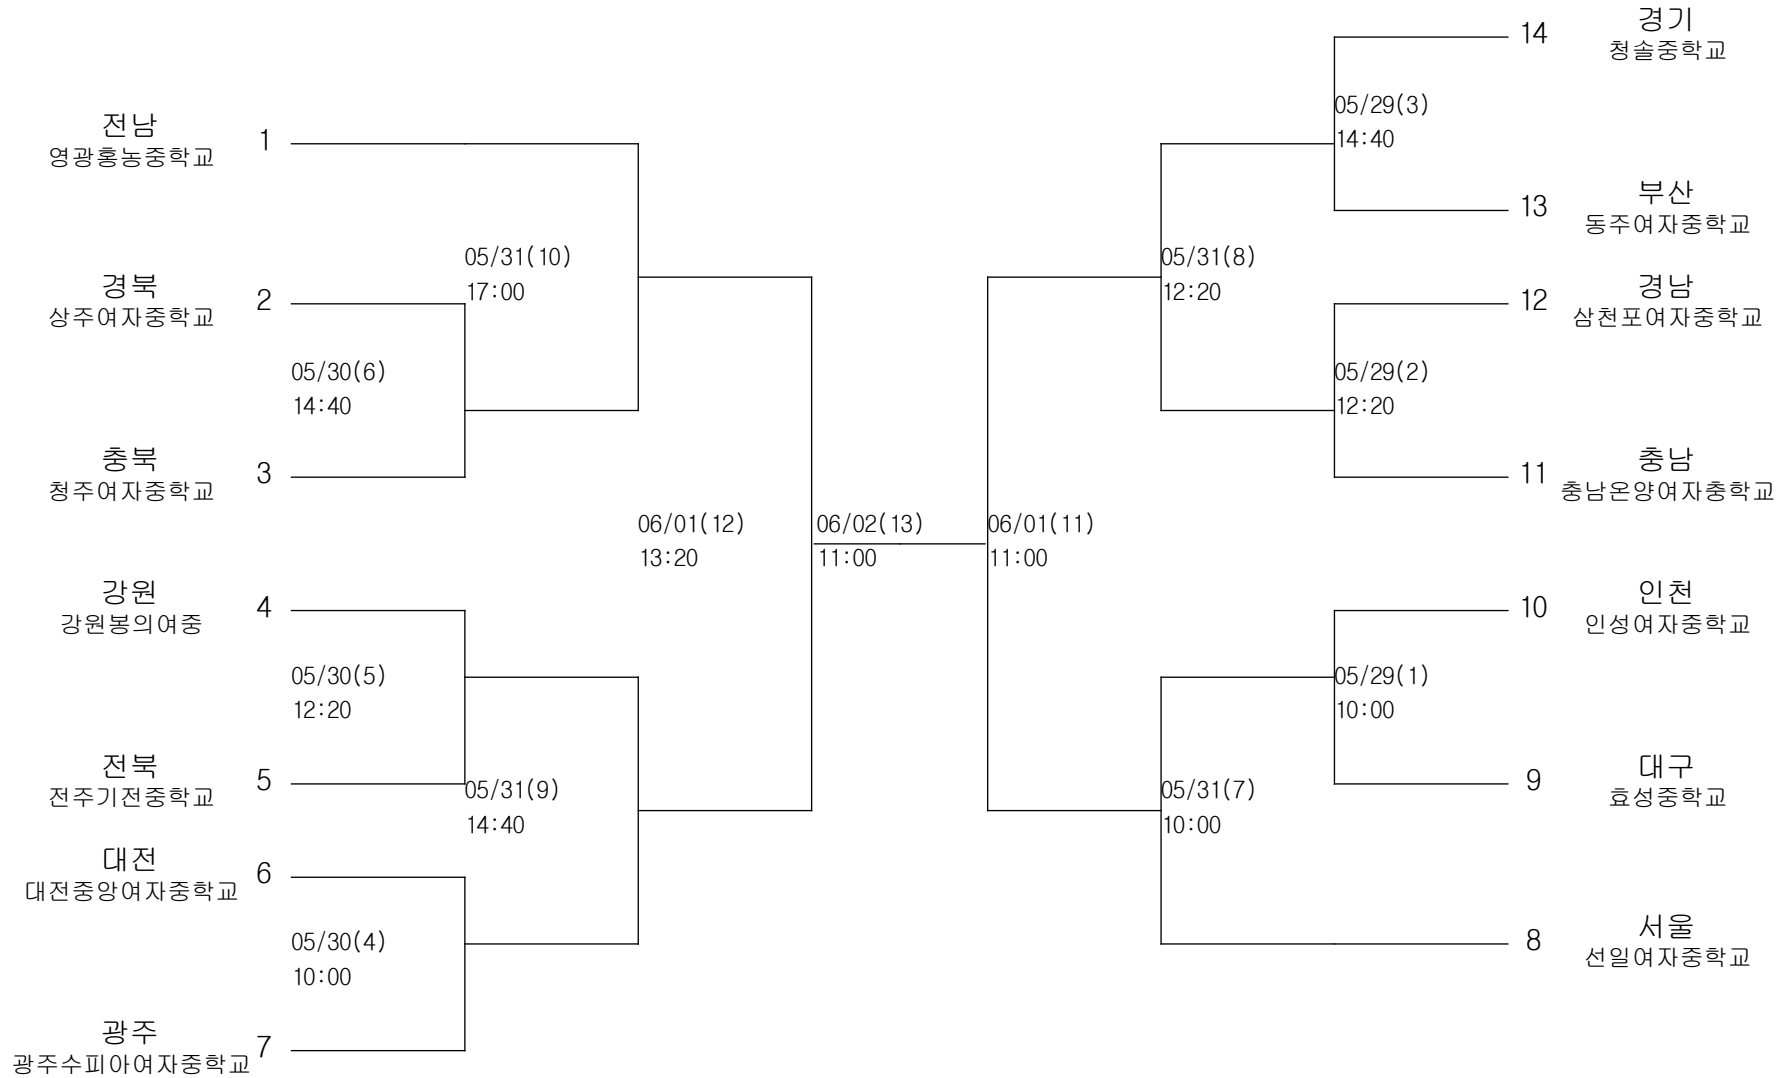 전남
영광홍농중학교
1
경북
상주여자중학교
2
05/31(10)
17:00
05/30(6)
14:40
충북
청주여자중학교
3
강원
강원봉의여중
4
05/30(5)
12:20
전북
전주기전중학교
5
05/31(9)
14:40
대전
대전중앙여자중학교
6
05/30(4)
10:00
광주
광주수피아여자중학교
7
06/01(12)
13:20
06/02(13)
11:00
06/01(11)
11:00
14
경기
청솔중학교
05/29(3)
14:40
13
부산
동주여자중학교
05/31(8)
12:20
12
경남
삼천포여자중학교
05/29(2)
12:20
11
충남
충남온양여자충학교
10
인천
인성여자중학교
05/29(1)
10:00
9
대구
효성중학교
05/31(7)
10:00
8
서울
선일여자중학교